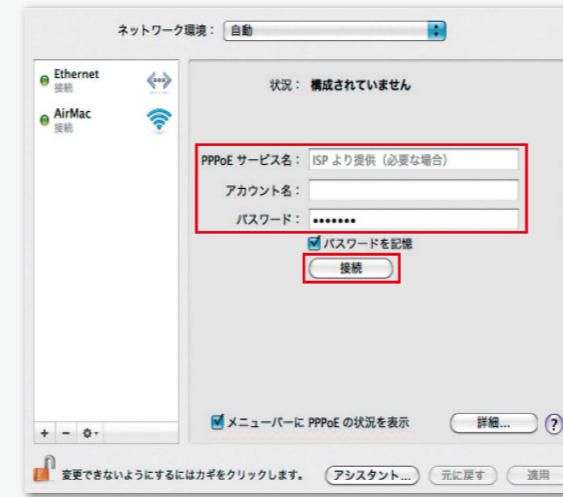 ネットワーク環境： 自動
Ethernet
接続
AirMac
接続
状況： 構成されていません
PPPoE サービス名： ISP より提供（必要な場合）
アカウント名：
パスワード： •••••••
パスワードを記憶
接続
メニューバーに PPPoE の状況を表示 詳細... ?
+ −
変更できないようにするにはカギをクリックします。 アシスタント... 元に戻す 適用